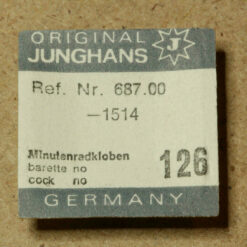 ORIGINAL
JUNGHANS J
Ref. Nr. 687.00
-1514
Minutenradkloben
barette no 126
cock no
GERMANY